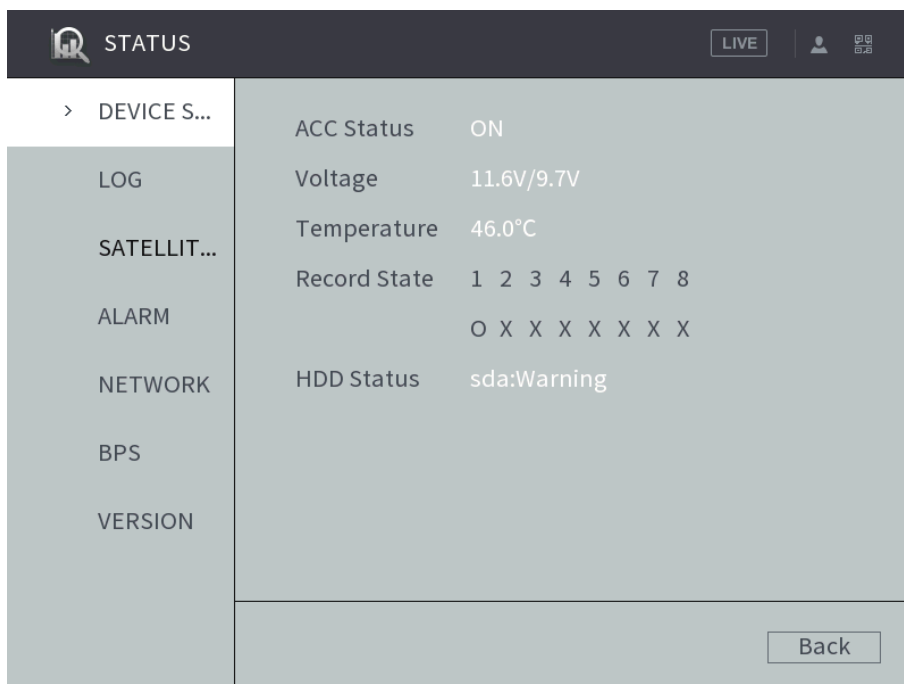 STATUS
LIVE
DEVICE S...
LOG
SATELLIT...
ALARM
NETWORK
BPS
VERSION
ACC Status ON
Voltage 11.6V/9.7V
Temperature 46.0°C
Record State 1 2 3 4 5 6 7 8
O X X X X X X X
HDD Status sda:Warning
Back